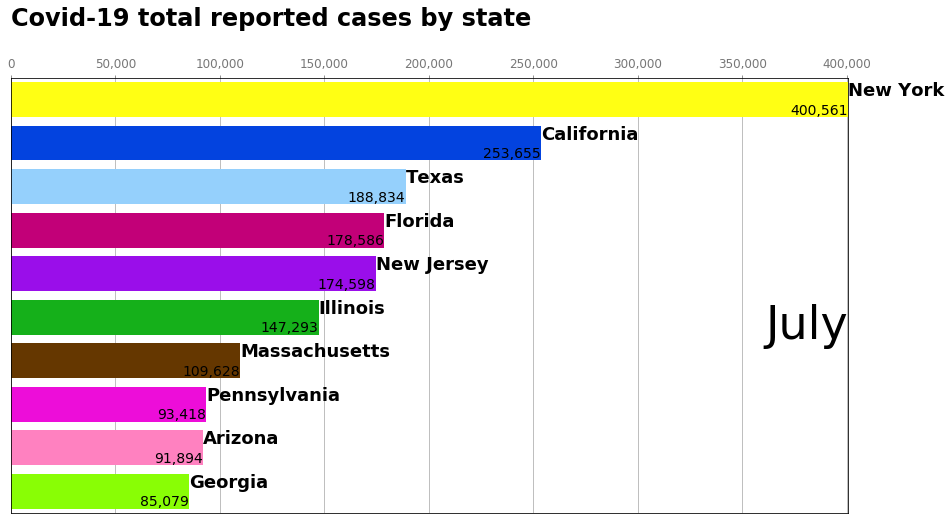 Covid-19 total reported cases by state
0 50,000 100,000 150,000 200,000 250,000 300,000 350,000 400,000
New York
400,561
California
253,655
Texas
188,834
Florida
178,586
New Jersey
174,598
Illinois
147,293
July
Massachusetts
109,628
Pennsylvania
93,418
Arizona
91,894
Georgia
85,079